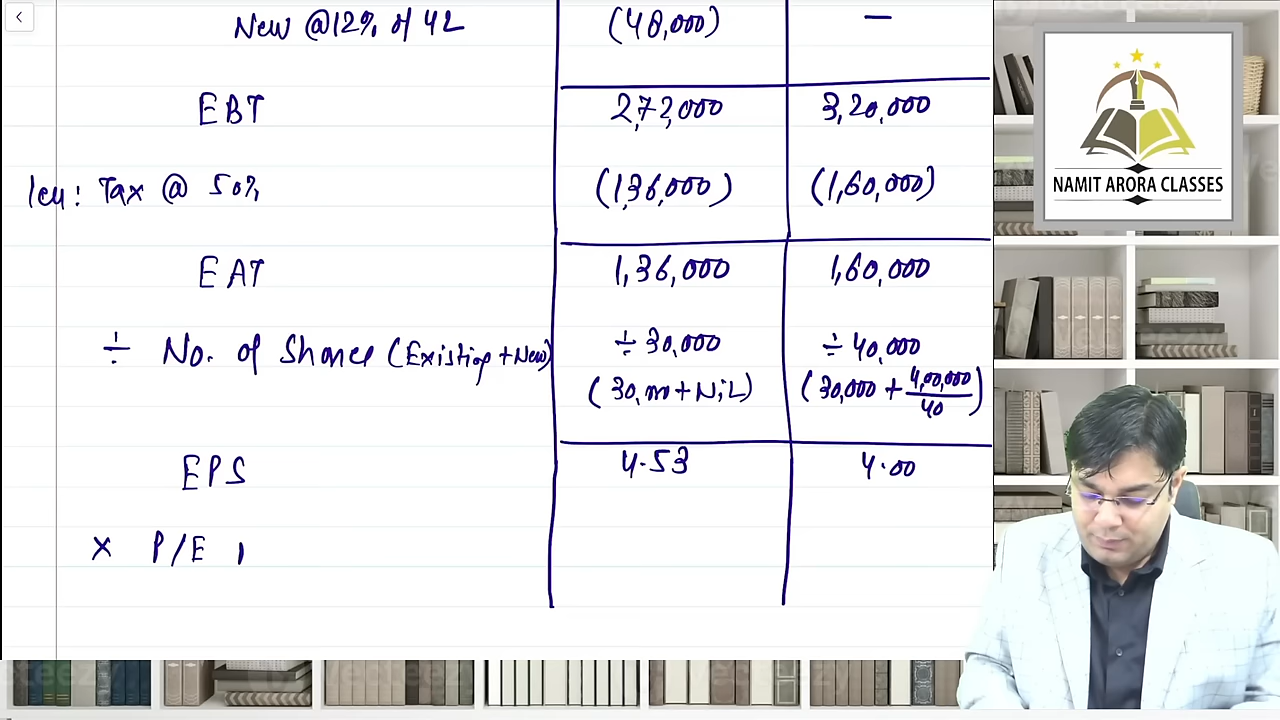 New @12% of 4L (48,000) —
EBT 2,72,000 3,20,000
less: Tax @ 50% (1,36,000) (1,60,000)
EAT 1,36,000 1,60,000
÷ No. of Shares (Existing + New) ÷ 30,000 ÷ 40,000
(30,000 + NiL) (30,000 + 4,00,000/40)
EPS 4.53 4.00
× P/E
NAMIT ARORA CLASSES